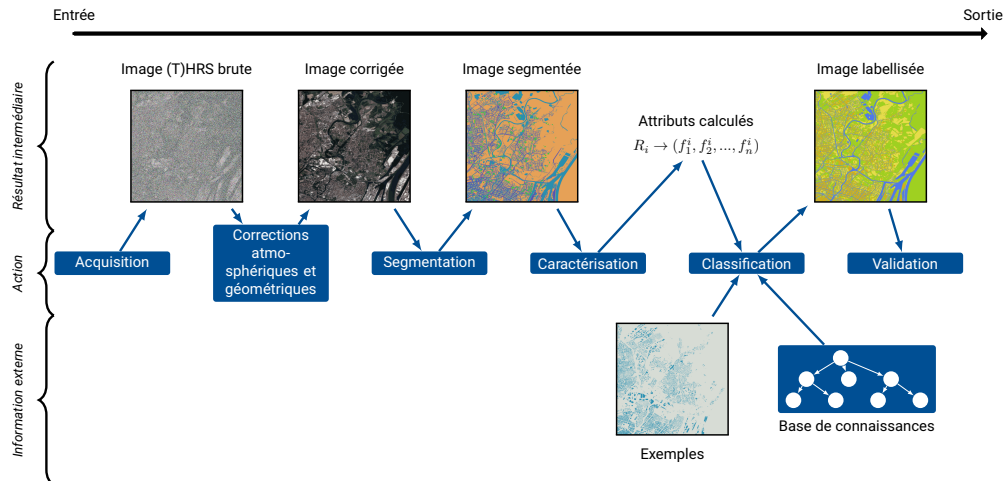 Entrée
Sortie
Image (T)HRS brute
Image corrigée
Image segmentée
Image labellisée
Résultat intermédiaire
Attributs calculés
R_i → (f_1^i, f_2^i, ..., f_n^i)
Action
Acquisition
Corrections
atmo-
sphériques et
géométriques
Segmentation
Caractérisation
Classification
Validation
Information externe
Exemples
Base de connaissances